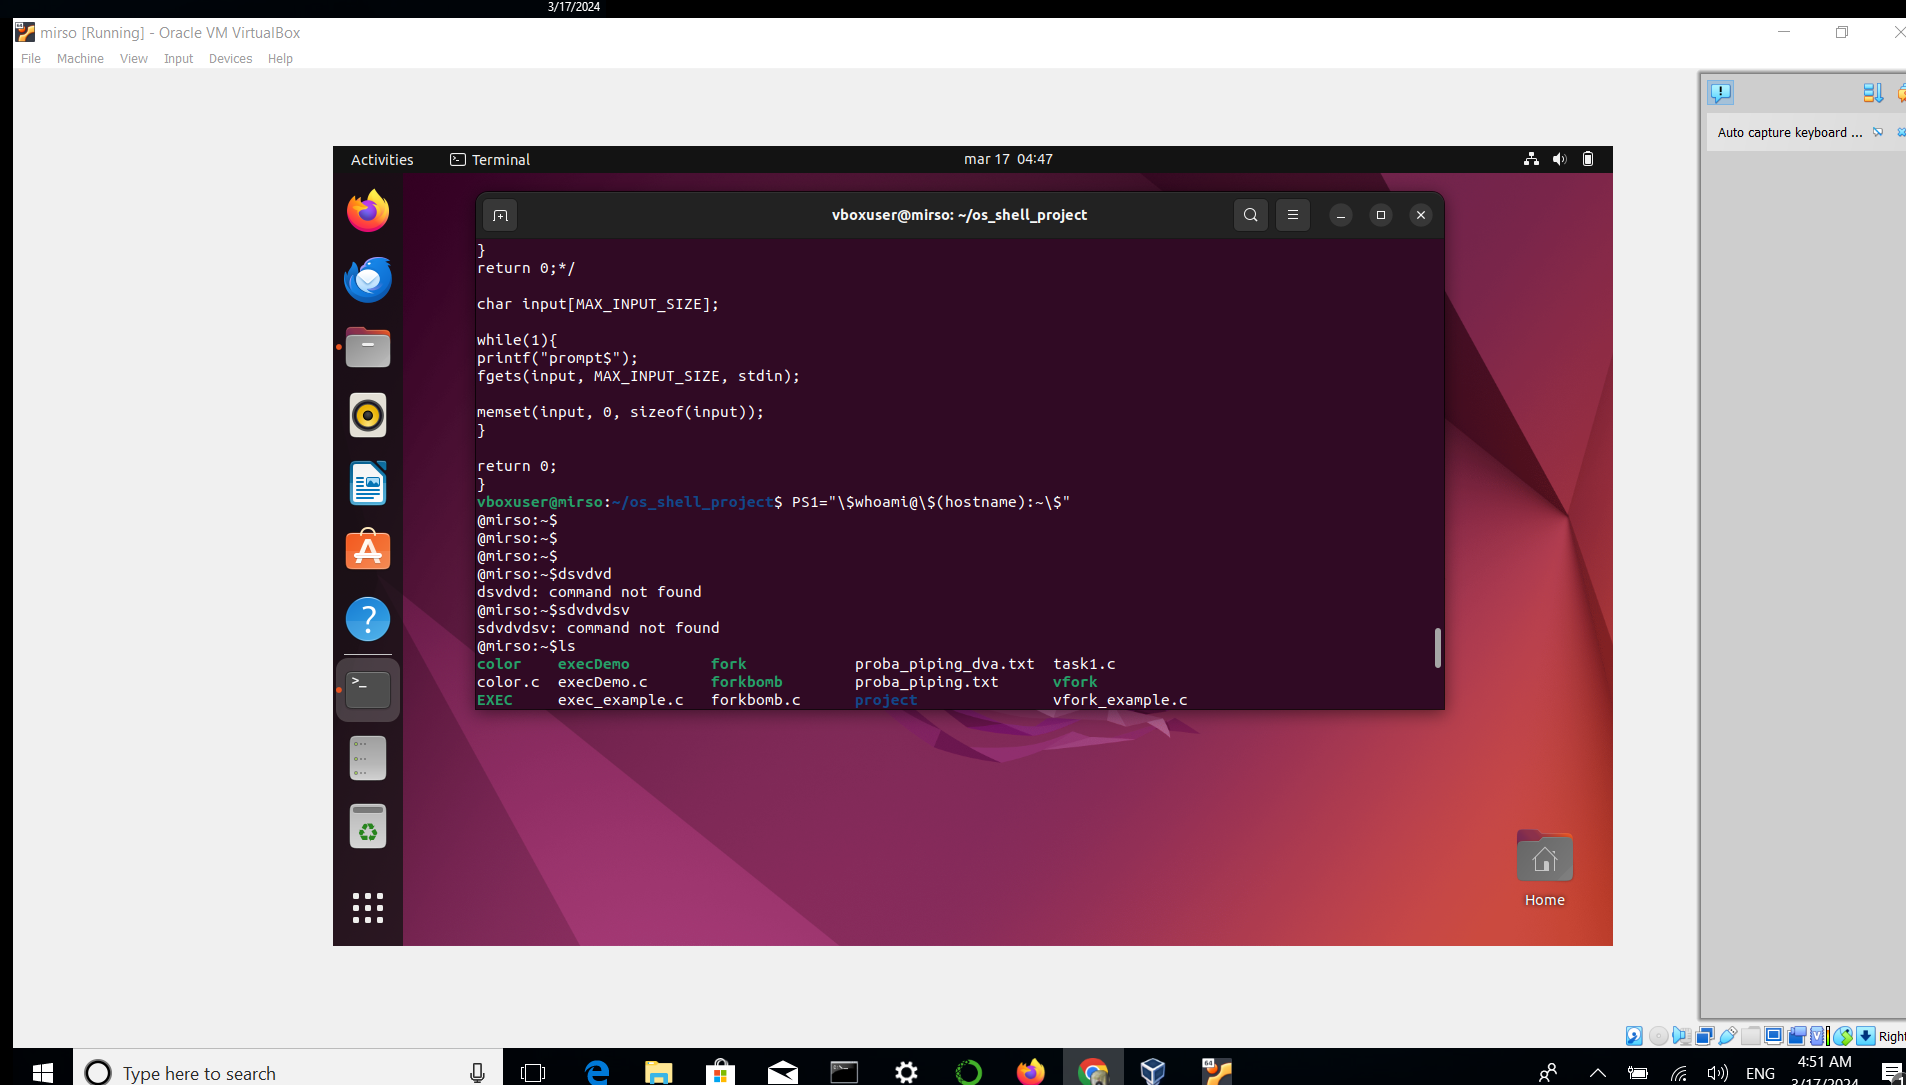 3/17/2024
mirso [Running] - Oracle VM VirtualBox
File Machine View Input Devices Help
Auto capture keyboard ...
Activities Terminal mar 17 04:47
vboxuser@mirso: ~/os_shell_project
}
return 0;*/
char input[MAX_INPUT_SIZE];
while(1){
printf("prompt$");
fgets(input, MAX_INPUT_SIZE, stdin);
memset(input, 0, sizeof(input));
}
return 0;
}
vboxuser@mirso:~/os_shell_project$ PS1="\$whoami@\$(hostname):~\$"
@mirso:~$
@mirso:~$
@mirso:~$
@mirso:~$dsvdvd
dsvdvd: command not found
@mirso:~$sdvdvdsv
sdvdvdsv: command not found
@mirso:~$ls
color execDemo fork proba_piping_dva.txt task1.c
color.c execDemo.c forkbomb proba_piping.txt vfork
EXEC exec_example.c forkbomb.c project vfork_example.c
Home
Right
Type here to search
ENG
4:51 AM
3/17/2024